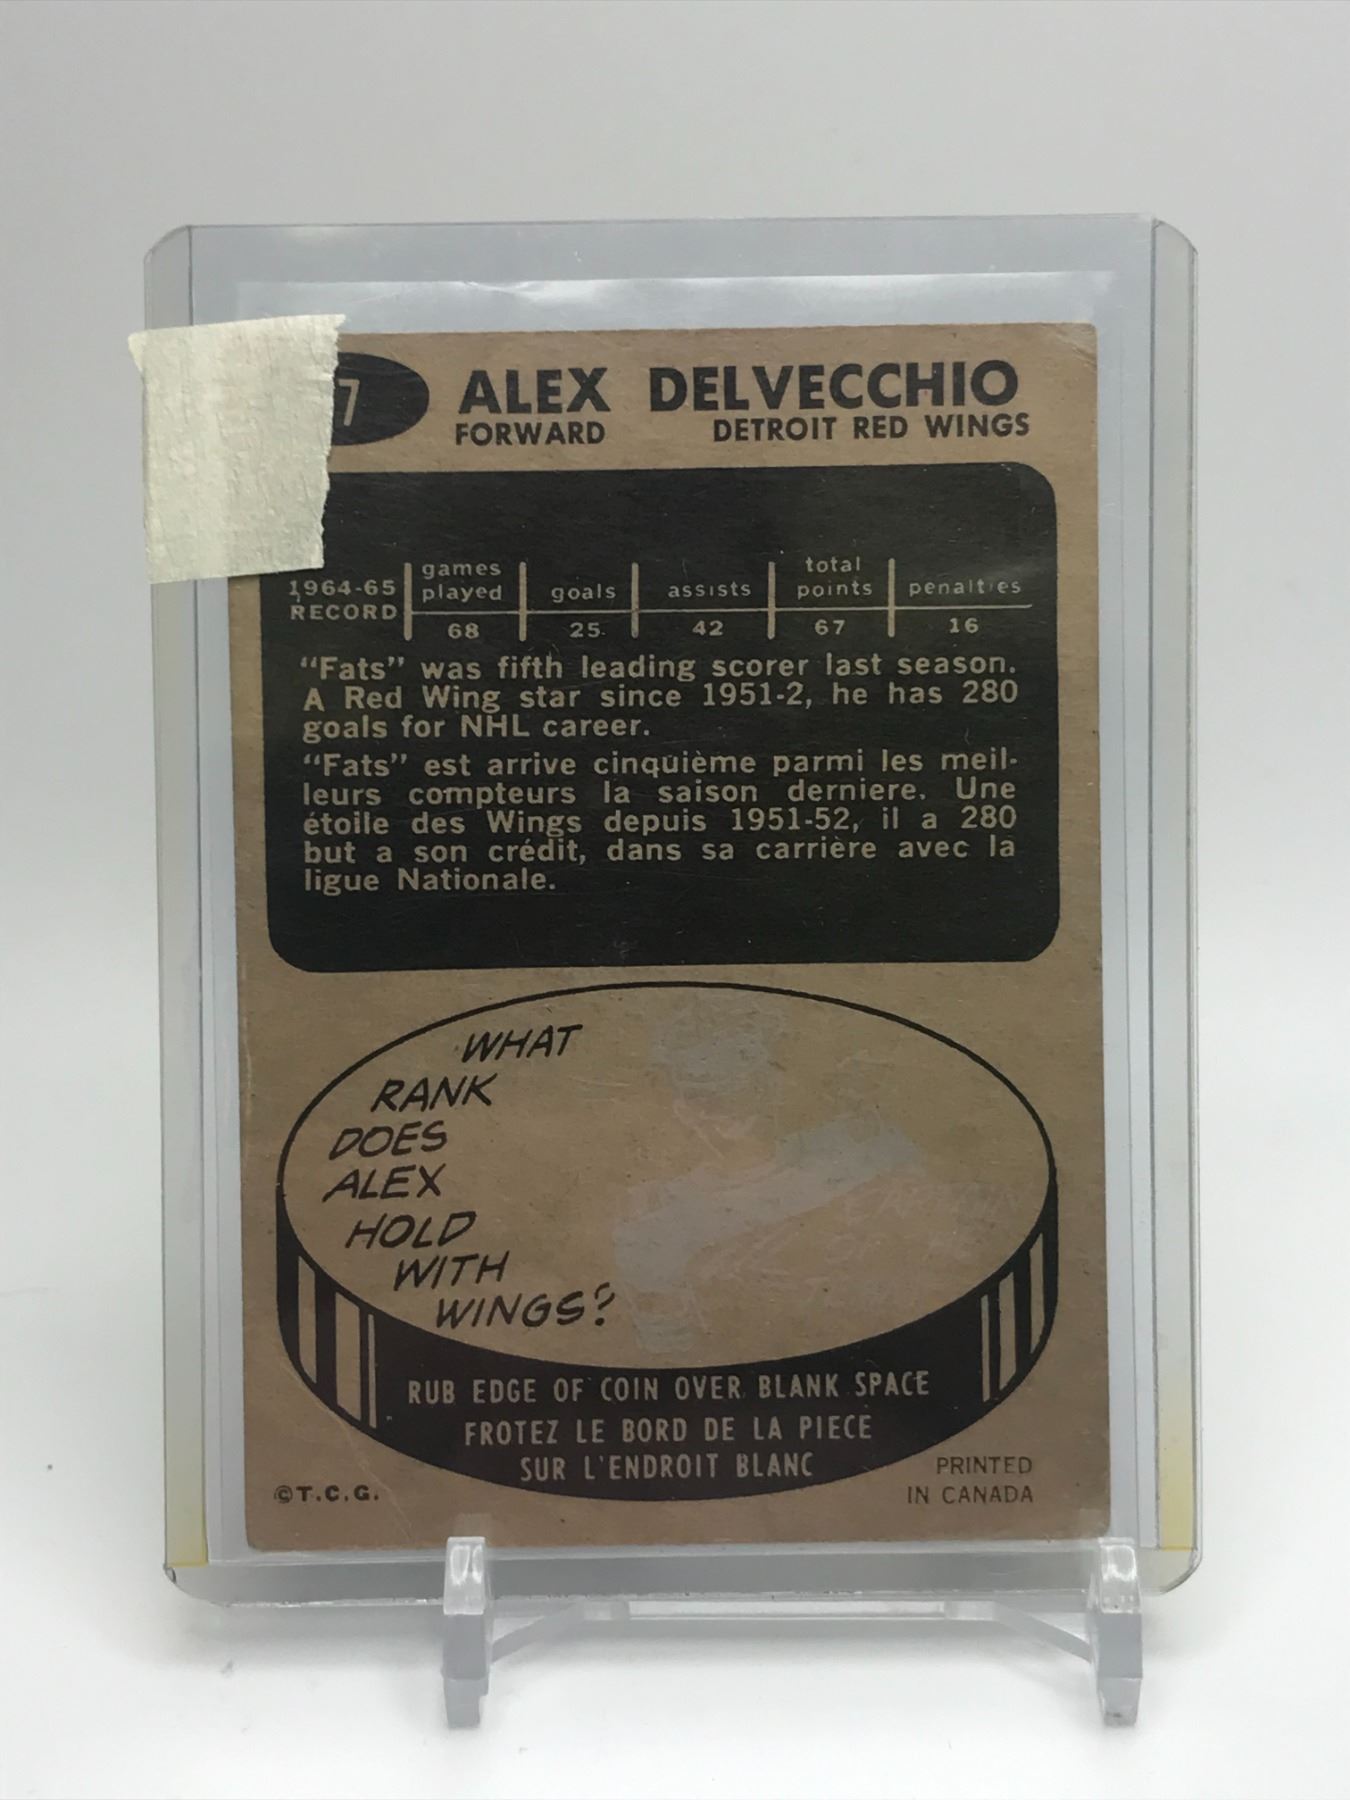 7
ALEX DELVECCHIO
FORWARD DETROIT RED WINGS
1964-65 RECORD
games played goals assists total points penalties
68 25 42 67 16
"Fats" was fifth leading scorer last season.
A Red Wing star since 1951-2, he has 280
goals for NHL career.
"Fats" est arrive cinquième parmi les meil-
leurs compteurs la saison derniere. Une
étoile des Wings depuis 1951-52, il a 280
but a son crédit, dans sa carrière avec la
ligue Nationale.
WHAT
RANK
DOES
ALEX
HOLD
WITH
WINGS?
RUB EDGE OF COIN OVER BLANK SPACE
FROTEZ LE BORD DE LA PIECE
SUR L'ENDROIT BLANC
©T.C.G.
PRINTED
IN CANADA